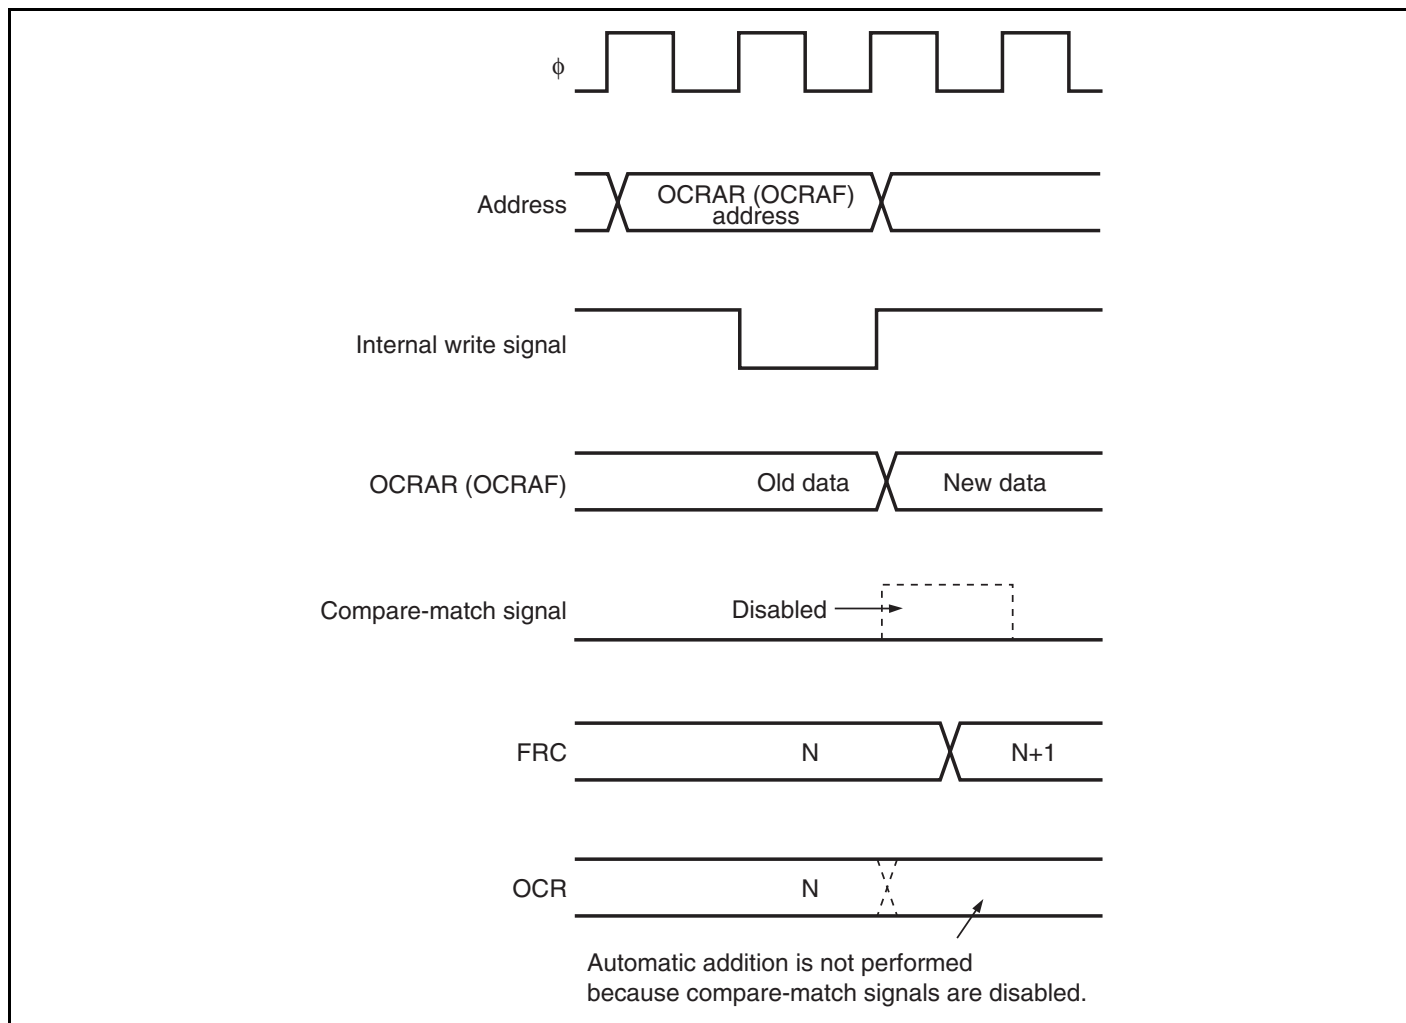 ϕ
Address
OCRAR (OCRAF)
address
Internal write signal
OCRAR (OCRAF)
Old data
New data
Compare-match signal
Disabled
FRC
N
N+1
OCR
N
Automatic addition is not performed
because compare-match signals are disabled.